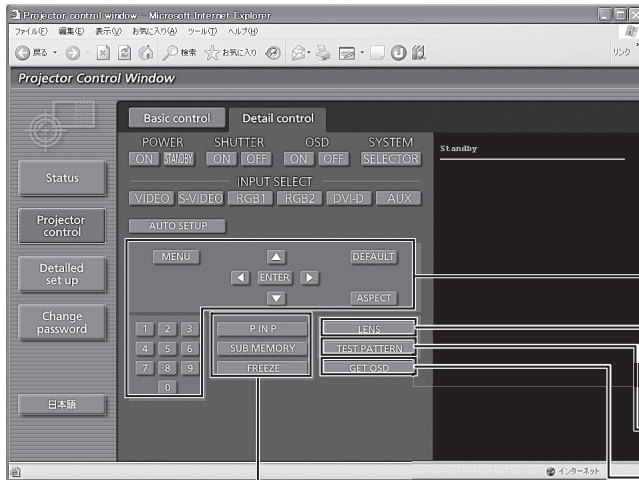 Projector control window - Microsoft Internet Explorer
ファイル(F) 編集(E) 表示(V) お気に入り(A) ツール(T) ヘルプ(H)
戻る 検索 お気に入り リンク
Projector Control Window
Basic control Detail control
POWER SHUTTER OSD SYSTEM
ON STANDBY ON OFF ON OFF SELECTOR
INPUT SELECT
VIDEO S-VIDEO RGB1 RGB2 DVI-D AUX
AUTO SETUP
MENU DEFAULT
ENTER
ASPECT
1 2 3 P IN P LENS
4 5 6 SUB MEMORY TEST PATTERN
7 8 9 FREEZE GET OSD
0
Status
Projector
control
Detailed
set up
Change
password
日本語
Standby
インターネット